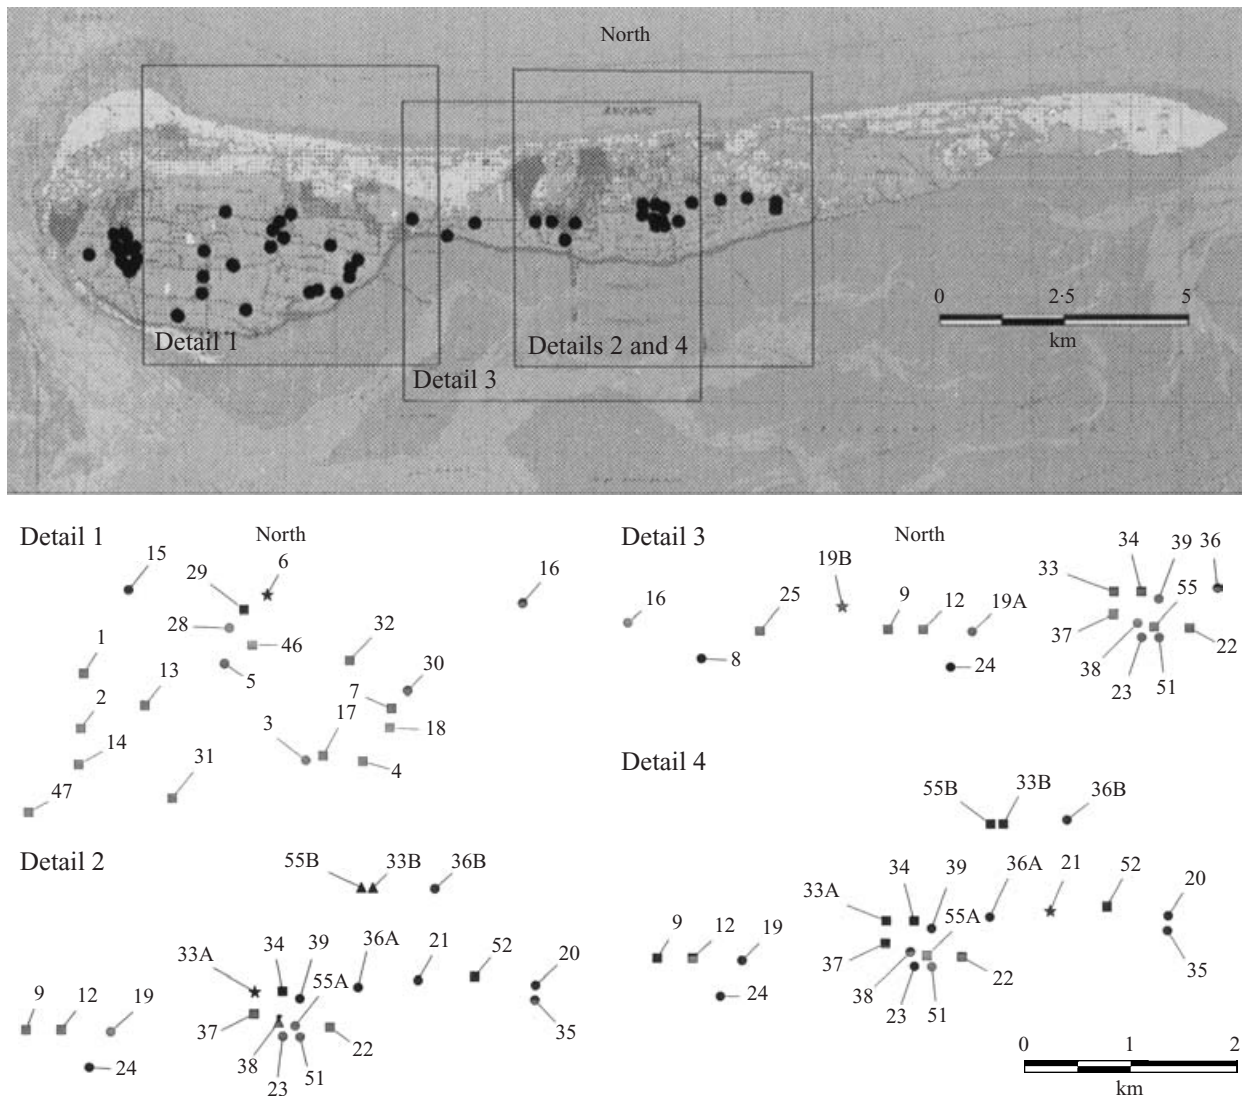 North
Detail 1
Detail 3
Details 2 and 4
0 2·5 5
km
Detail 1
North
15
6
29
16
28
46
32
1
5
13
30
7
2
3
17
18
14
31
4
47
Detail 3
North
34
39
36
19B
33
16
25
9
12
19A
55
37
22
8
24
38
23
51
Detail 2
55B
33B
36B
33A
34
39
36A
21
52
20
55A
9
12
19
37
22
35
24
38
23
51
Detail 4
55B
33B
36B
33A
34
39
36A
21
52
20
55A
9
12
19
37
22
35
24
38
23
51
0 1 2
km